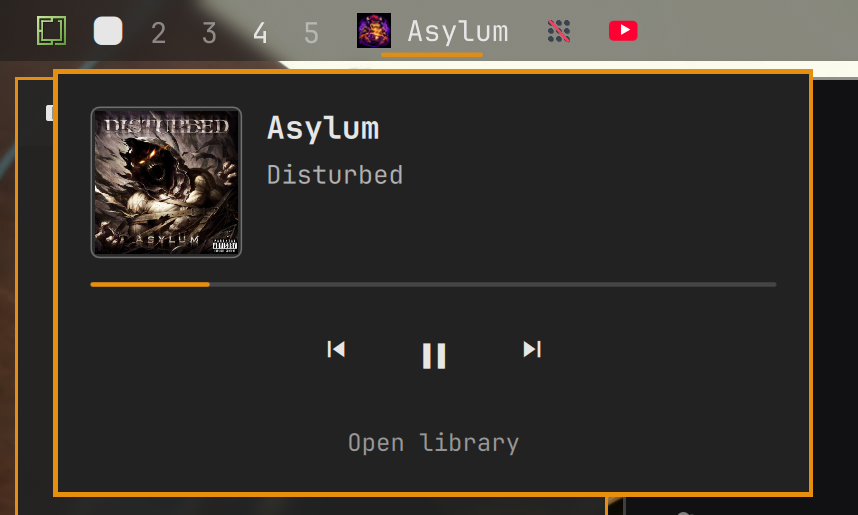 2 3 4 5 Asylum
DISTURBED
ASYLUM
Asylum
Disturbed
Open library